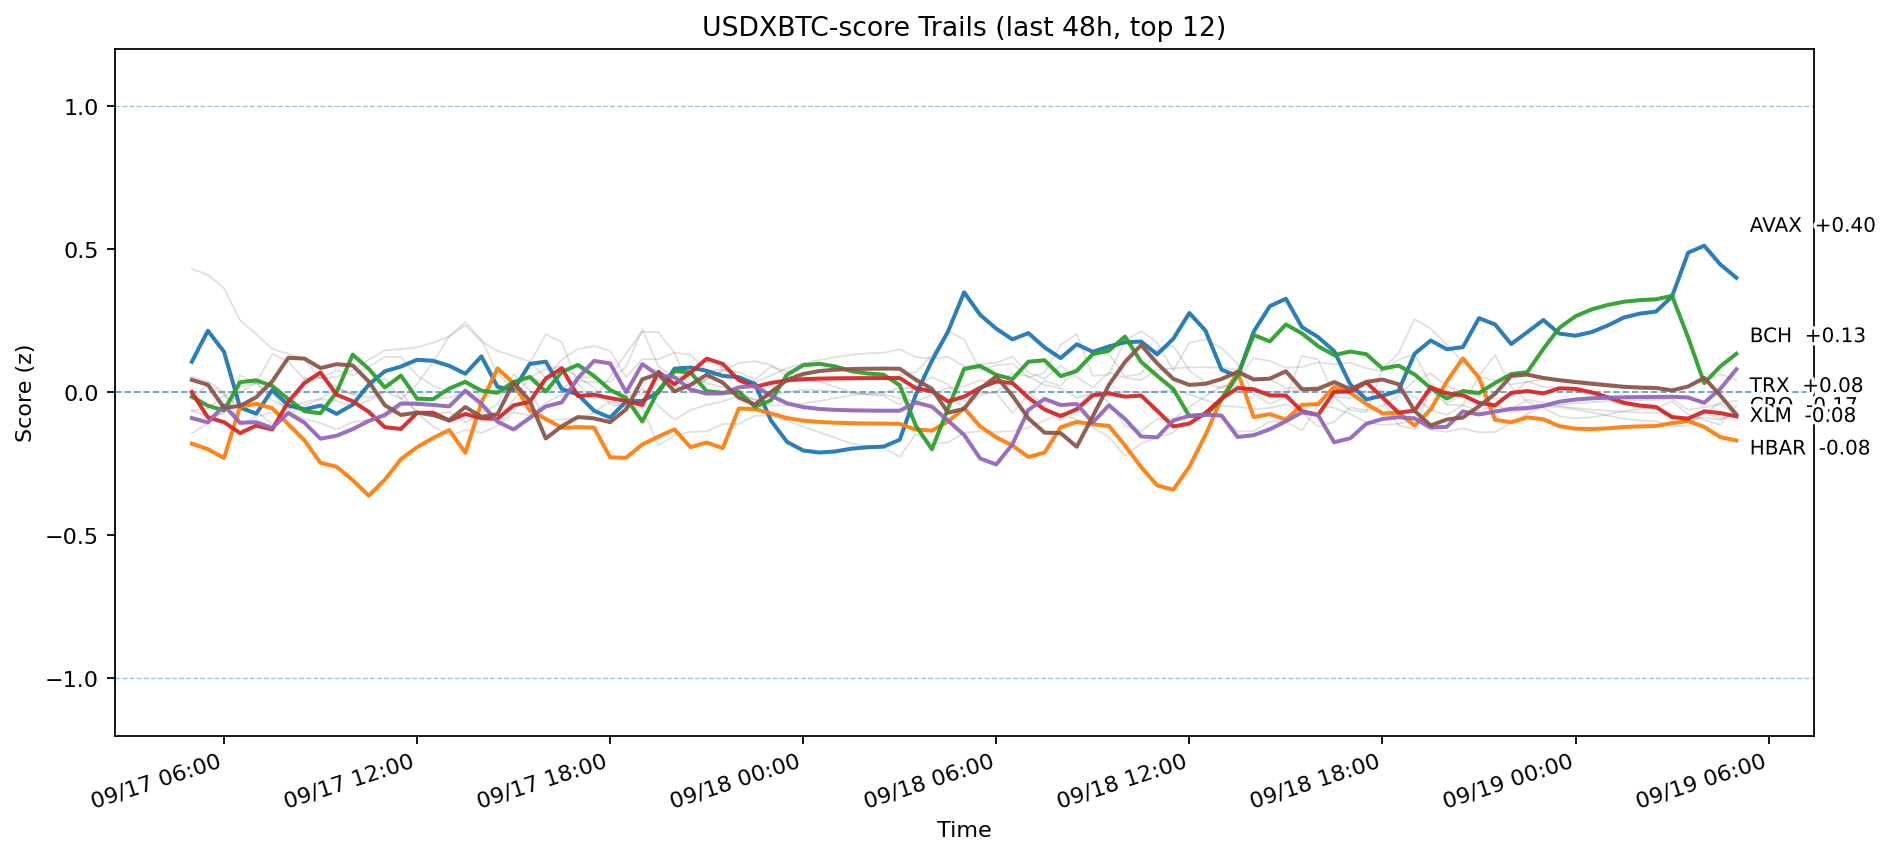 USDXBTC-score Trails (last 48h, top 12)
Score (z)
1.0
0.5
0.0
−0.5
−1.0
AVAX +0.40
BCH +0.13
TRX +0.08
CRO -0.17
XLM -0.08
HBAR -0.08
09/17 06:00
09/17 12:00
09/17 18:00
09/18 00:00
09/18 06:00
09/18 12:00
09/18 18:00
09/19 00:00
09/19 06:00
Time